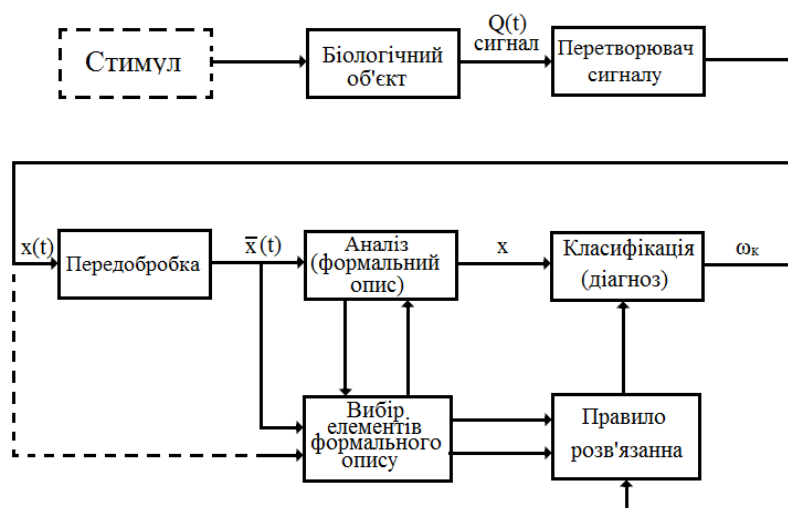 Стимул
Біологічний
об'єкт
Q(t)
сигнал
Перетворювач
сигналу
x(t)
Передобробка
x̅(t)
Аналіз
(формальний
опис)
x
Класифікація
(діагноз)
ωк
Вибір
елементів
формального
опису
Правило
розв'язанна